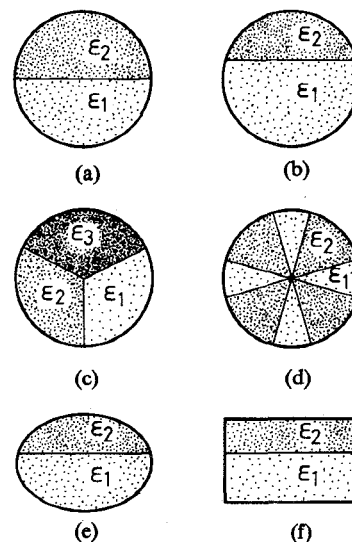 ε₂ ε₂
ε₁ ε₁
(a) (b)
ε₃
ε₂ ε₁ ε₂
ε₁
(c) (d)
ε₂ ε₂
ε₁ ε₁
(e) (f)